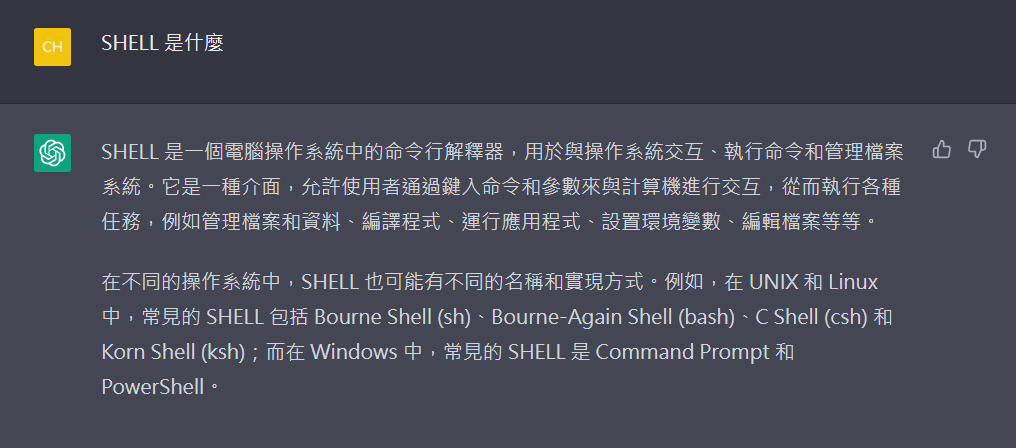 CH
SHELL 是什麼
SHELL 是一個電腦操作系統中的命令行解釋器，用於與操作系統交互、執行命令和管理檔案
系統。它是一種介面，允許使用者通過鍵入命令和參數來與計算機進行交互，從而執行各種
任務，例如管理檔案和資料、編譯程式、運行應用程式、設置環境變數、編輯檔案等等。
在不同的操作系統中，SHELL 也可能有不同的名稱和實現方式。例如，在 UNIX 和 Linux
中，常見的 SHELL 包括 Bourne Shell (sh)、Bourne-Again Shell (bash)、C Shell (csh) 和
Korn Shell (ksh)；而在 Windows 中，常見的 SHELL 是 Command Prompt 和
PowerShell。